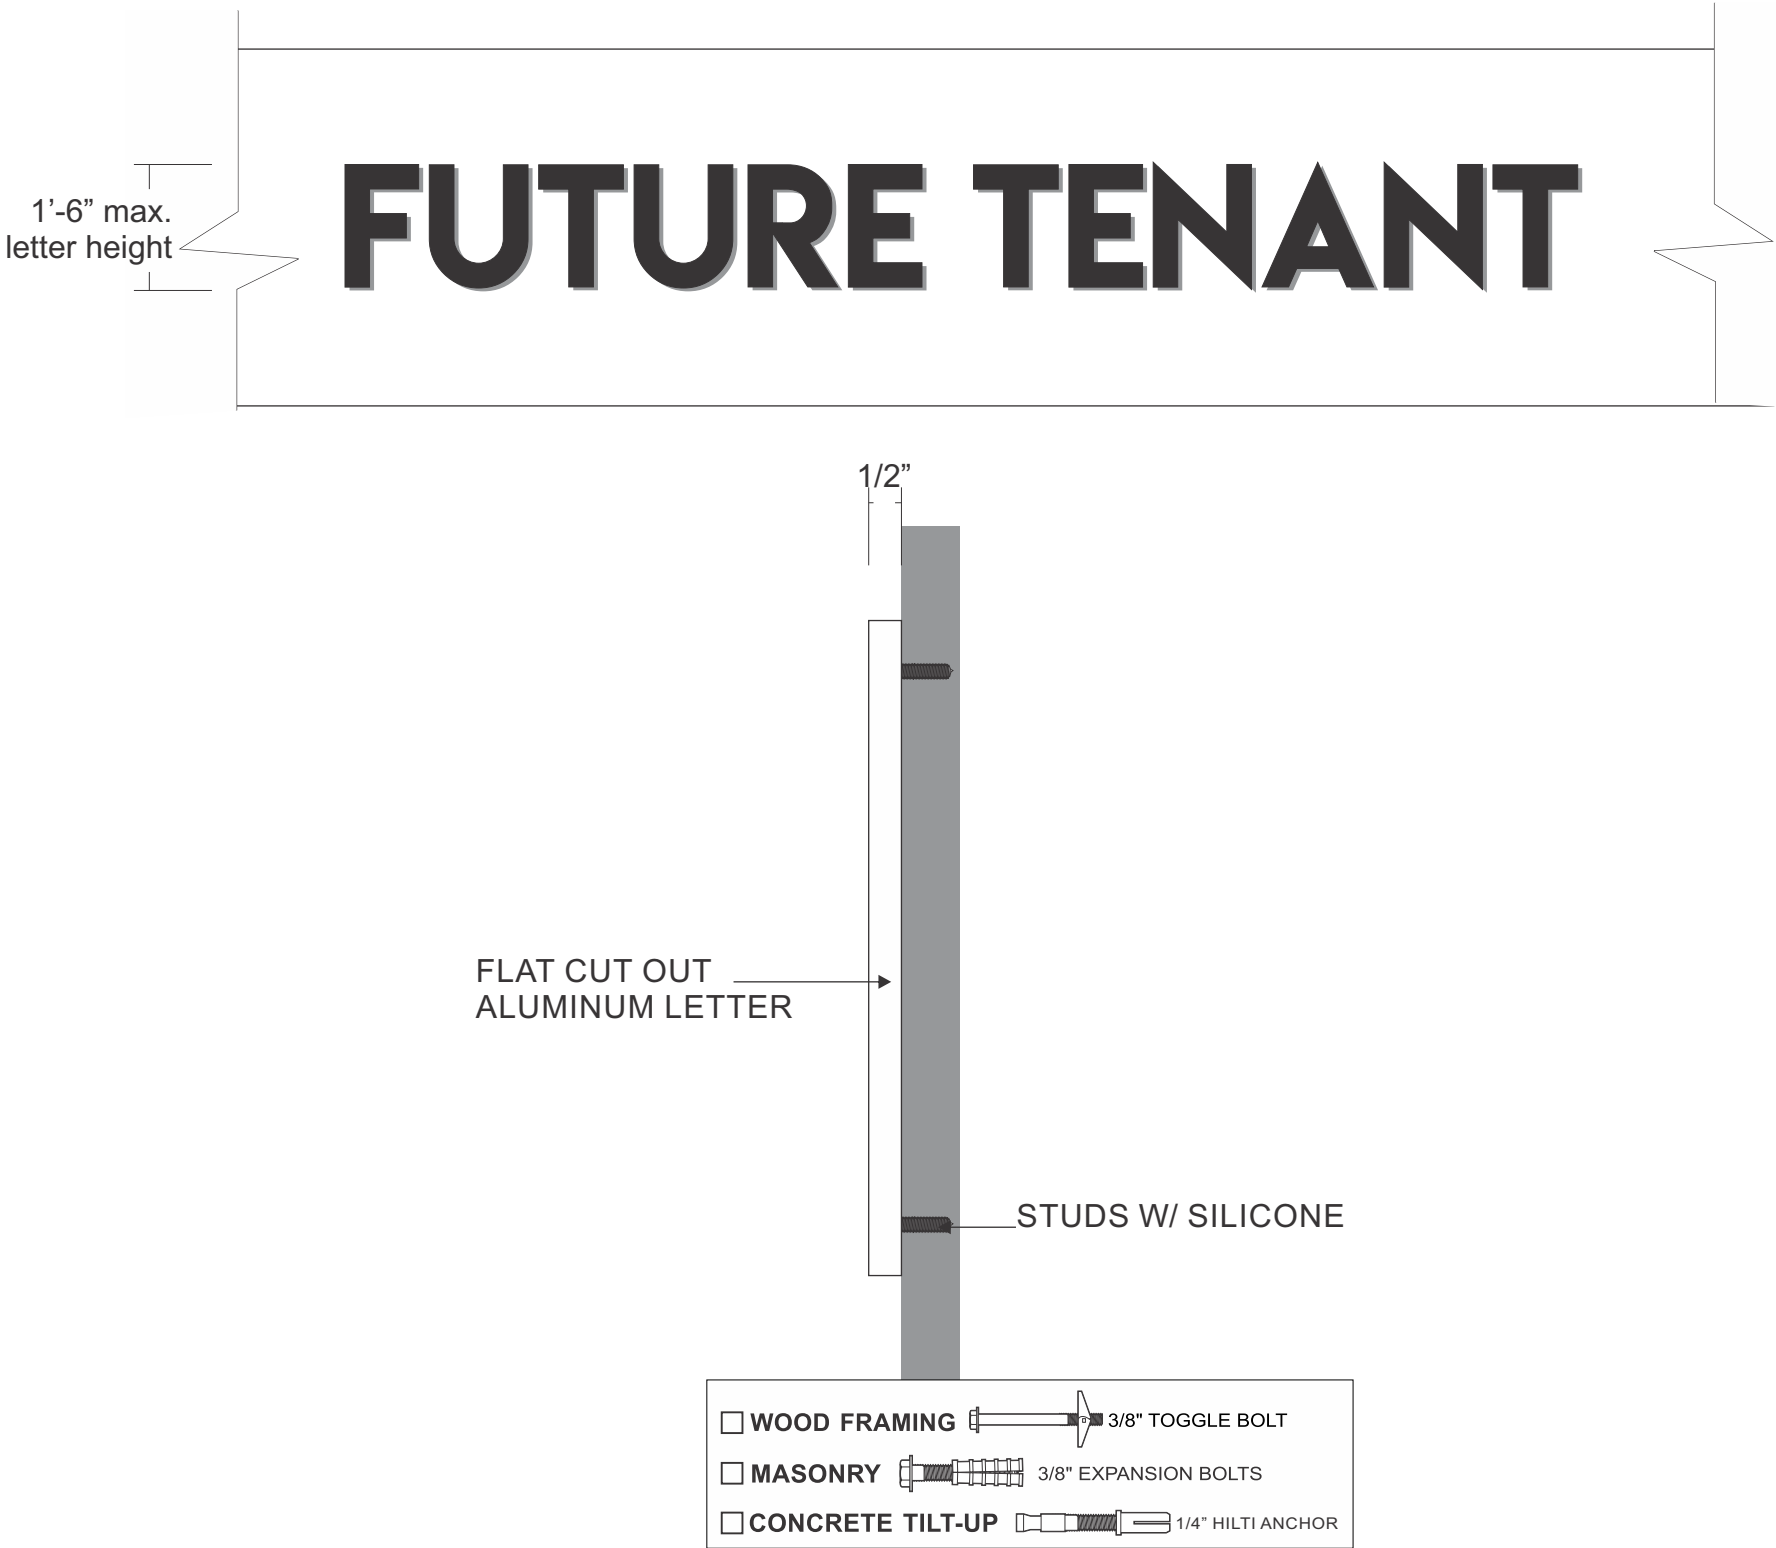 FUTURE TENANT
1’-6” max.
letter height
1/2”
FLAT CUT OUT
ALUMINUM LETTER
STUDS W/ SILICONE
WOOD FRAMING 3/8" TOGGLE BOLT
MASONRY 3/8" EXPANSION BOLTS
CONCRETE TILT-UP 1/4” HILTI ANCHOR